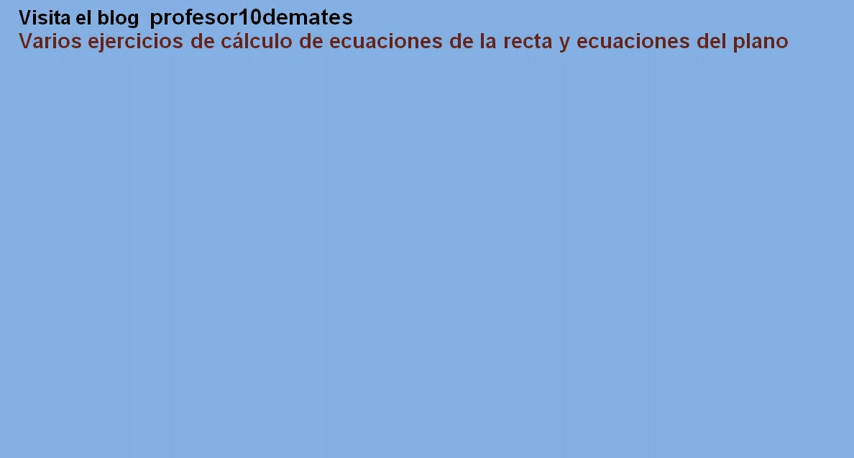 Visita el blog profesor10demates
Varios ejercicios de cálculo de ecuaciones de la recta y ecuaciones del plano